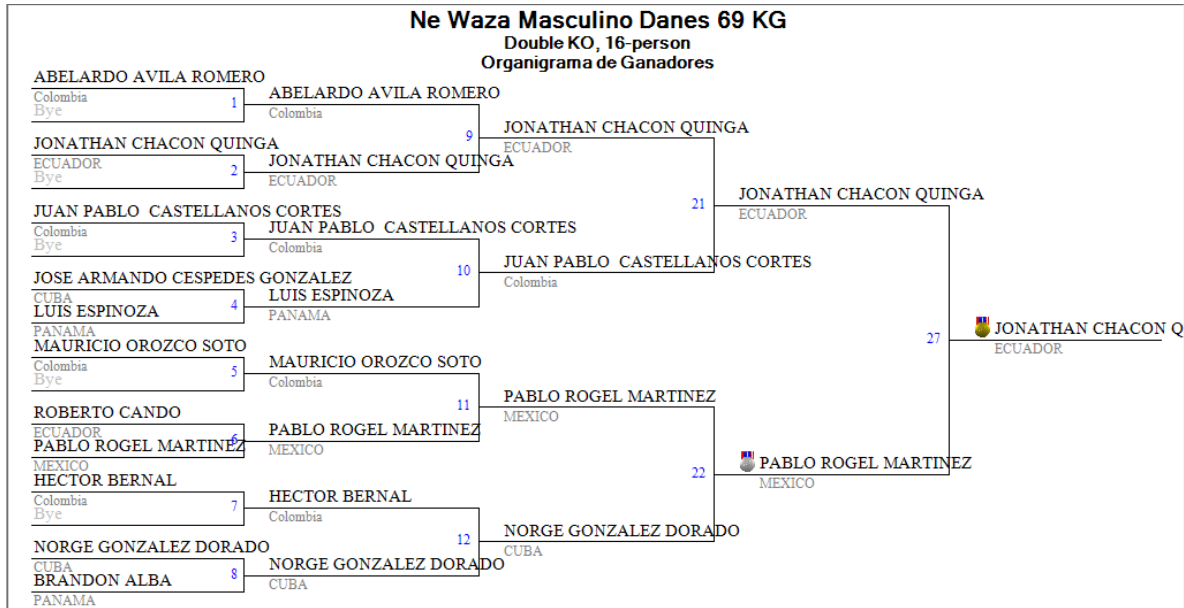 Ne Waza Masculino Danes 69 KG
Double KO, 16-person
Organigrama de Ganadores
ABELARDO AVILA ROMERO
Colombia
Bye
1
JONATHAN CHACON QUINGA
ECUADOR
Bye
2
JUAN PABLO CASTELLANOS CORTES
Colombia
Bye
3
JOSE ARMANDO CESPEDES GONZALEZ
CUBA
4
LUIS ESPINOZA
PANAMA
MAURICIO OROZCO SOTO
Colombia
Bye
5
ROBERTO CANDO
ECUADOR
6
PABLO ROGEL MARTINEZ
MEXICO
HECTOR BERNAL
Colombia
Bye
7
NORGE GONZALEZ DORADO
CUBA
8
BRANDON ALBA
PANAMA
ABELARDO AVILA ROMERO
Colombia
9
JONATHAN CHACON QUINGA
ECUADOR
JUAN PABLO CASTELLANOS CORTES
Colombia
10
LUIS ESPINOZA
PANAMA
MAURICIO OROZCO SOTO
Colombia
11
PABLO ROGEL MARTINEZ
MEXICO
HECTOR BERNAL
Colombia
12
NORGE GONZALEZ DORADO
CUBA
JONATHAN CHACON QUINGA
ECUADOR
21
JUAN PABLO CASTELLANOS CORTES
Colombia
PABLO ROGEL MARTINEZ
MEXICO
22
NORGE GONZALEZ DORADO
CUBA
JONATHAN CHACON QUINGA
ECUADOR
27
PABLO ROGEL MARTINEZ
MEXICO
JONATHAN CHACON Q
ECUADOR